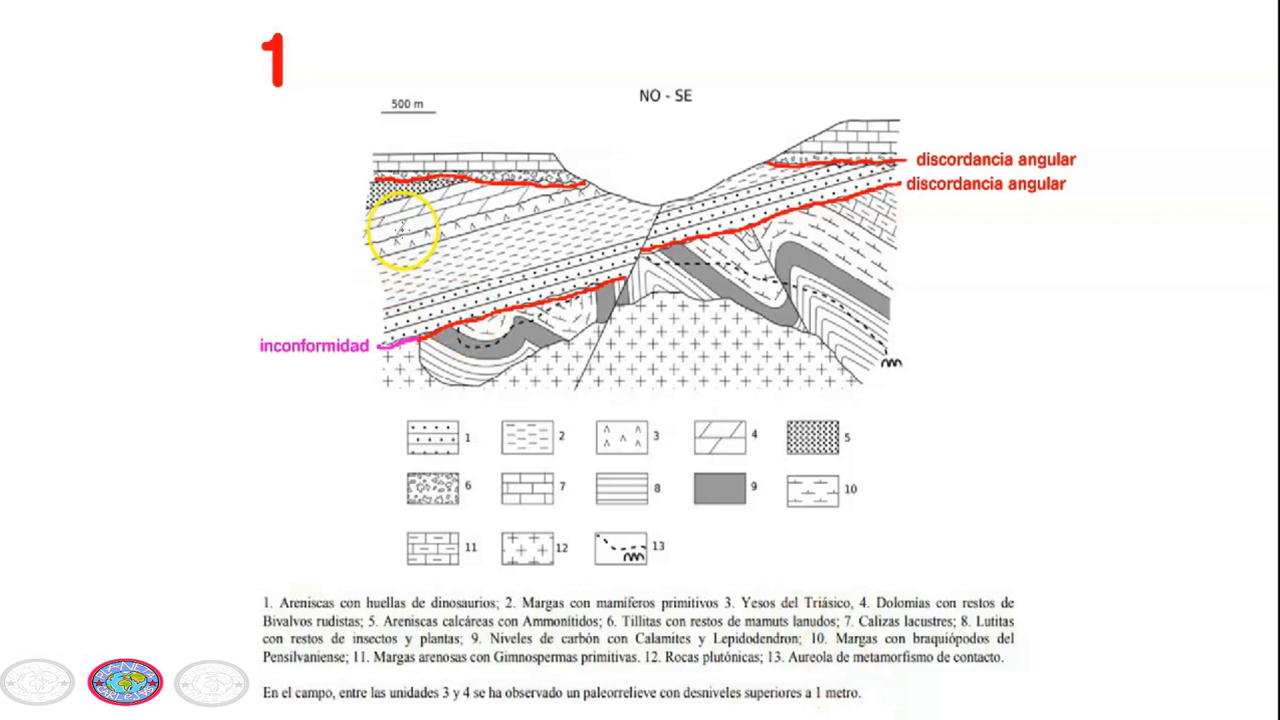 1
NO - SE
500 m
discordancia angular
discordancia angular
inconformidad
1 2 3 4 5
6 7 8 9 10
11 12 13
1. Areniscas con huellas de dinosaurios; 2. Margas con mamíferos primitivos 3. Yesos del Triásico, 4. Dolomías con restos de
Bivalvos rudistas; 5. Areniscas calcáreas con Ammonítidos; 6. Tillitas con restos de mamuts lanudos; 7. Calizas lacustres; 8. Lutitas
con restos de insectos y plantas; 9. Niveles de carbón con Calamites y Lepidodendron; 10. Margas con braquiópodos del
Pensilvaniense; 11. Margas arenosas con Gimnospermas primitivas. 12. Rocas plutónicas; 13. Aureola de metamorfismo de contacto.
En el campo, entre las unidades 3 y 4 se ha observado un paleorrelieve con desniveles superiores a 1 metro.